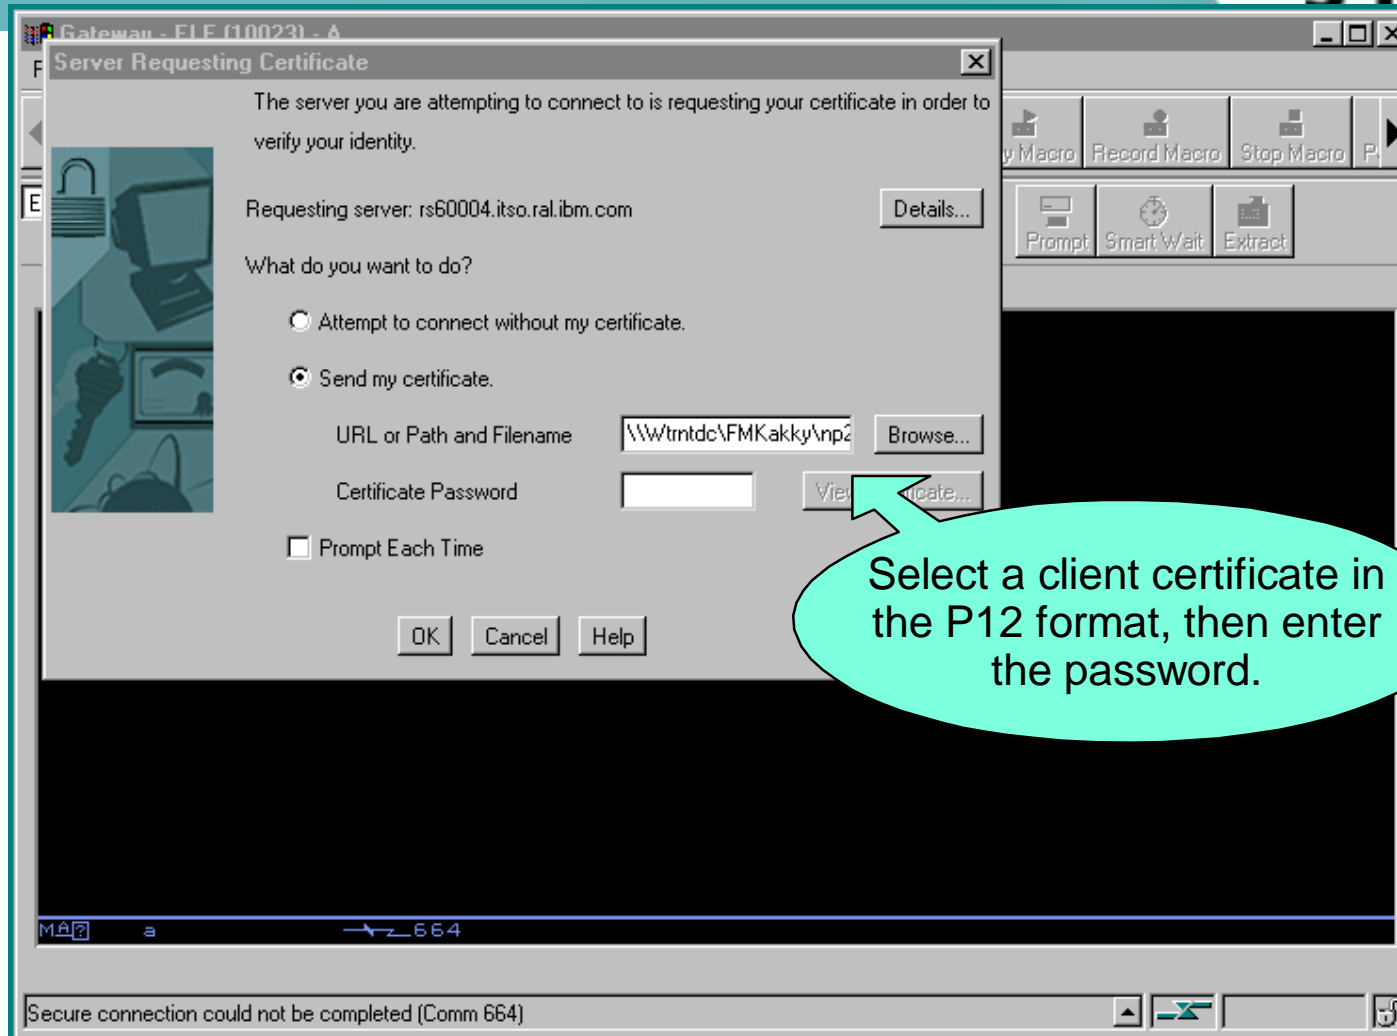 Gateway - ELF (10023) - A
Server Requesting Certificate
The server you are attempting to connect to is requesting your certificate in order to
verify your identity.
Requesting server: rs60004.itso.ral.ibm.com
Details...
What do you want to do?
Attempt to connect without my certificate.
Send my certificate.
URL or Path and Filename
\\Wtrntdc\FMKakky\np2
Browse...
Certificate Password
Prompt Each Time
OK Cancel Help
Macro Record Macro Stop Macro
Prompt Smart Wait Extract
Select a client certificate in
the P12 format, then enter
the password.
MA? a 664
Secure connection could not be completed (Comm 664)